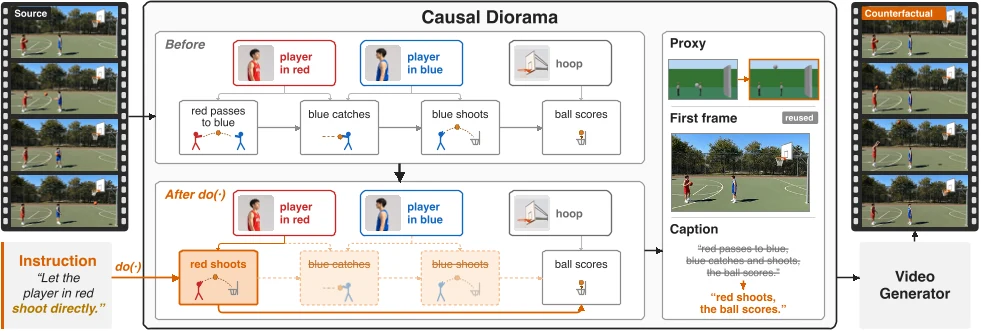 Source
Causal Diorama
Counterfactual
Before
player
in red
player
in blue
hoop
red passes
to blue
blue catches
blue shoots
ball scores
After do(·)
player
in red
player
in blue
hoop
red shoots
blue catches
blue shoots
ball scores
Proxy
First frame
reused
Caption
“red passes to blue,
blue catches and shoots,
the ball scores.”
“red shoots,
the ball scores.”
Instruction
“Let the
player in red
shoot directly.”
do(·)
Video
Generator